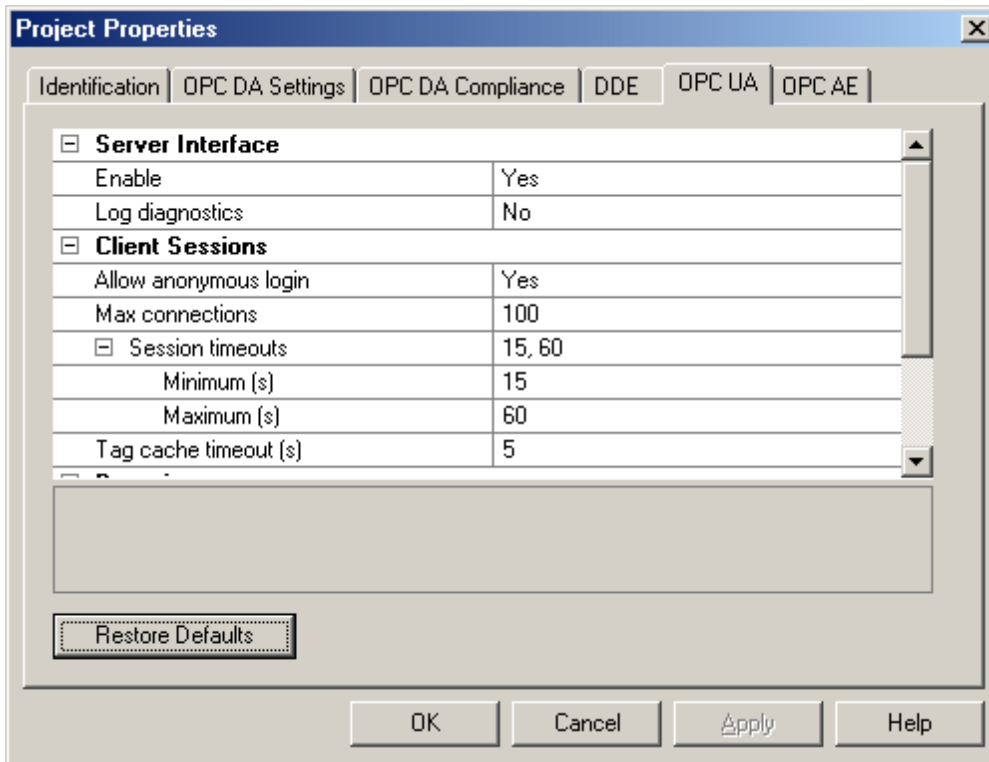 Project Properties
Identification OPC DA Settings OPC DA Compliance DDE OPC UA OPC AE
Server Interface
Enable Yes
Log diagnostics No
Client Sessions
Allow anonymous login Yes
Max connections 100
Session timeouts 15, 60
Minimum (s) 15
Maximum (s) 60
Tag cache timeout (s) 5
Restore Defaults
OK Cancel Apply Help